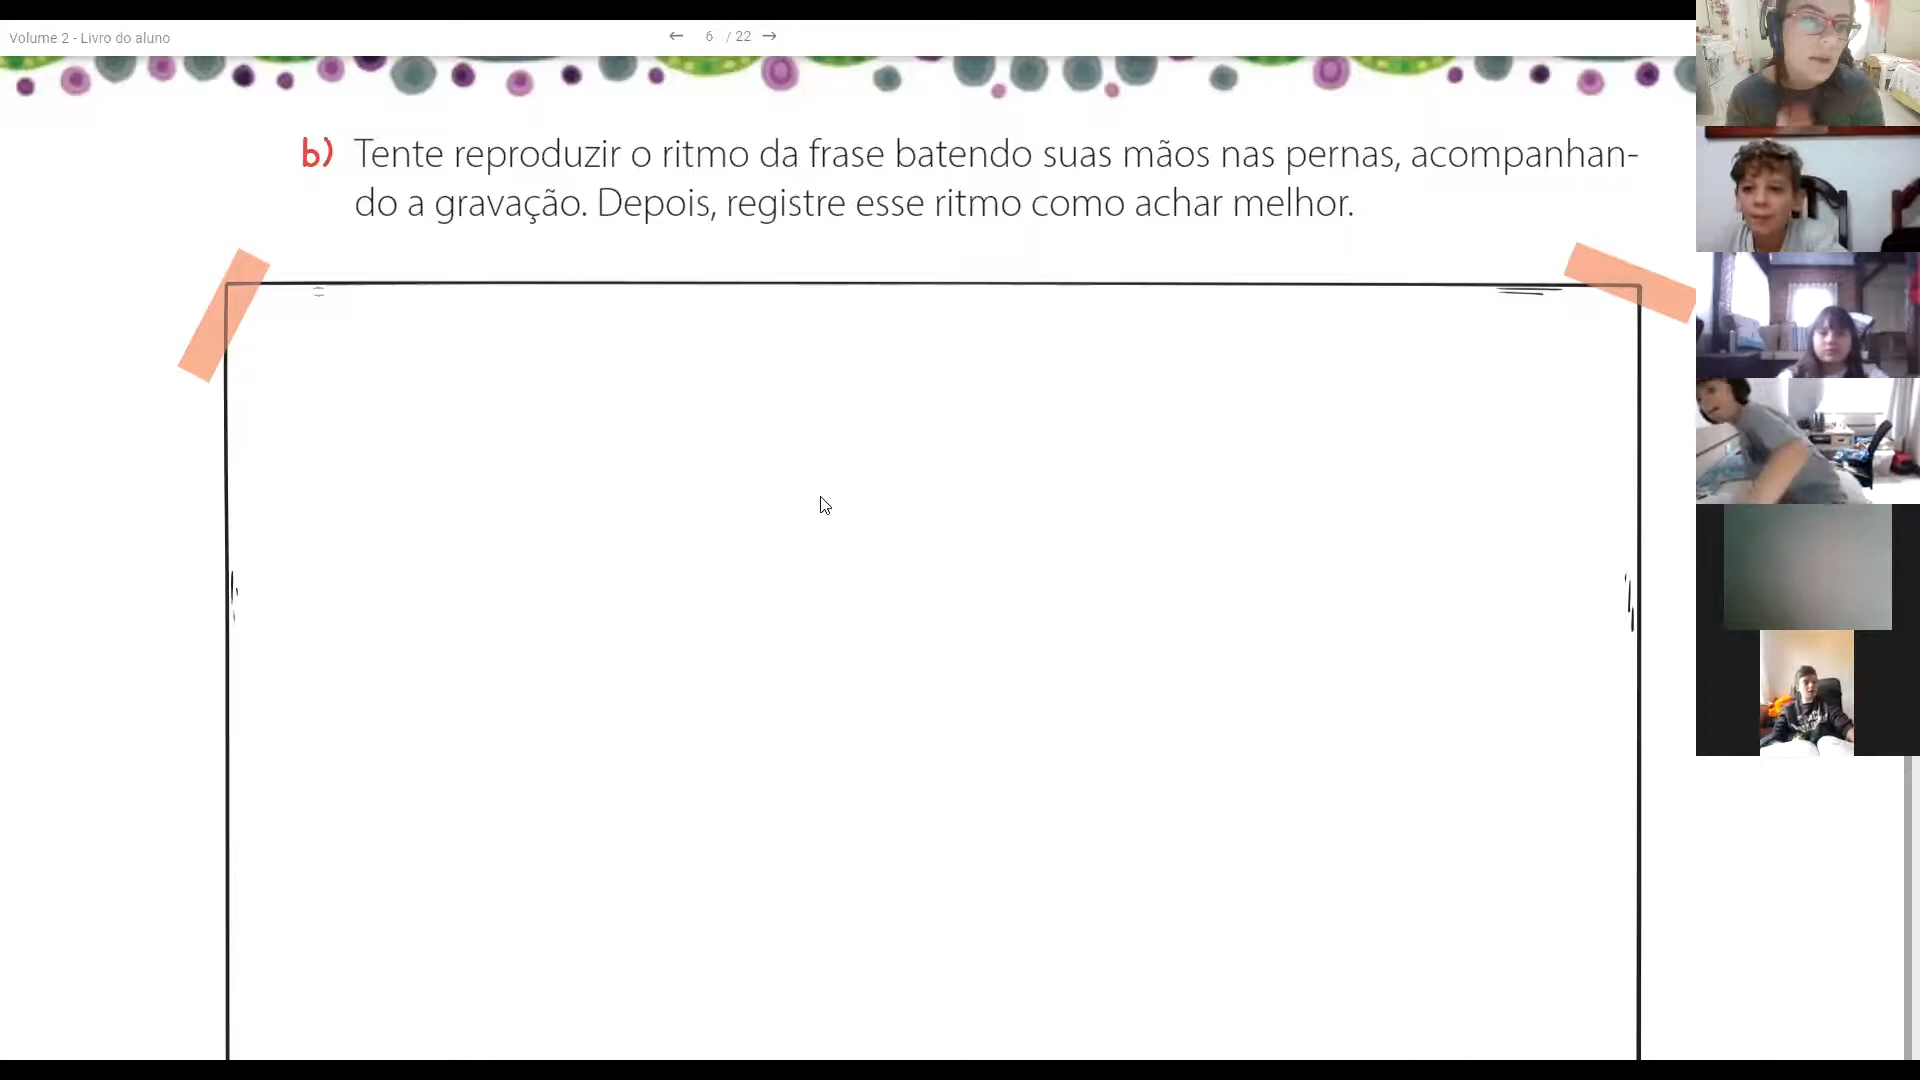 Volume 2 - Livro do aluno
← 6 / 22 →
b) Tente reproduzir o ritmo da frase batendo suas mãos nas pernas, acompanhan-
do a gravação. Depois, registre esse ritmo como achar melhor.